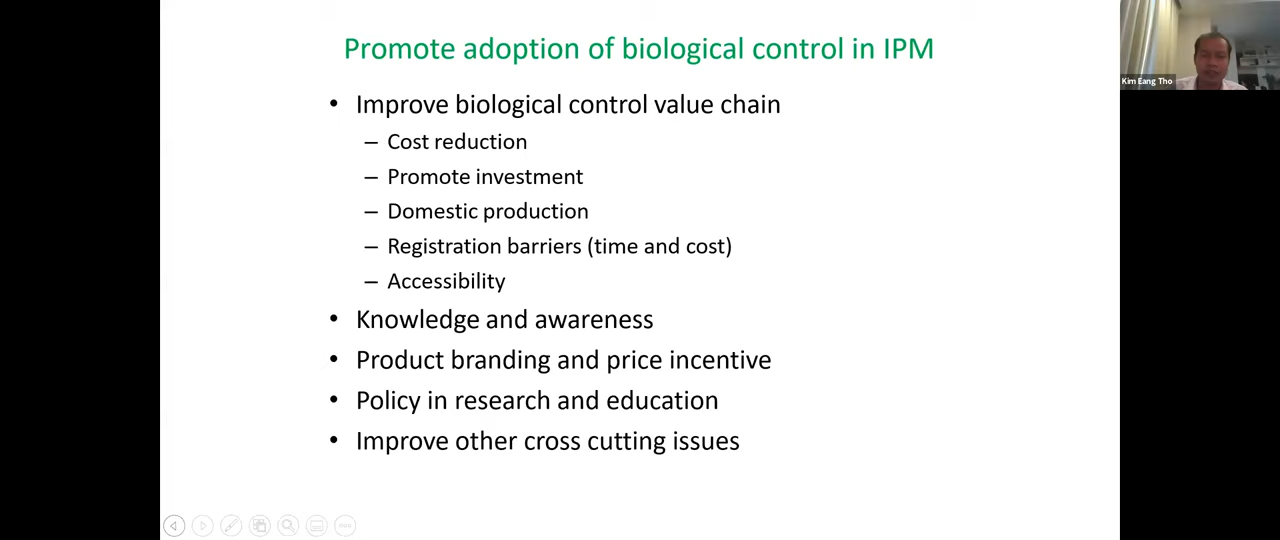 Promote adoption of biological control in IPM
• Improve biological control value chain
– Cost reduction
– Promote investment
– Domestic production
– Registration barriers (time and cost)
– Accessibility
• Knowledge and awareness
• Product branding and price incentive
• Policy in research and education
• Improve other cross cutting issues
Kim Eang Tho